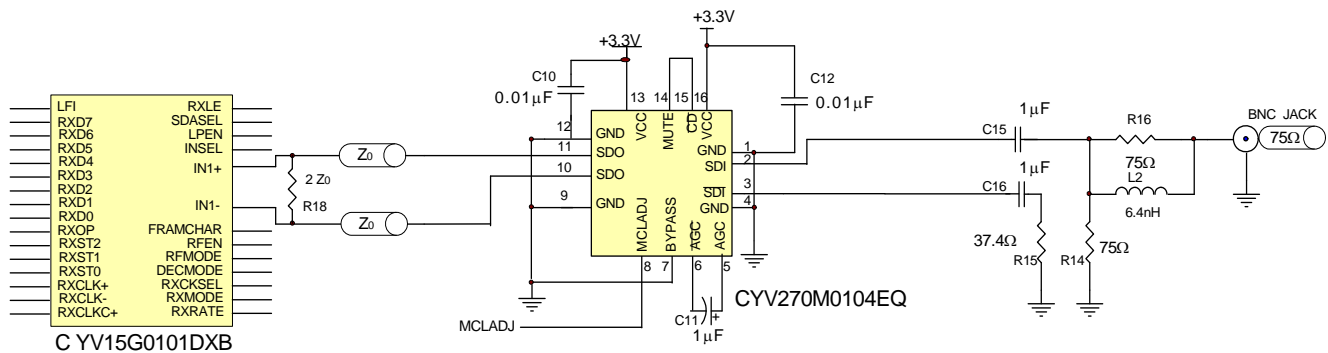 +3.3V
+3.3V
C10
0.01µF
C12
0.01µF
13
14
15
16
VCC
MUTE
CD
VCC
12
GND
11
SDO
10
SDO
9
GND
GND
1
SDI
2
SDI
3
GND
4
MCLADJ
BYPASS
AGC
AGC
8
7
6
5
C11
+
1µF
MCLADJ
CYV270M0104EQ
LFI
RXD7
RXD6
RXD5
RXD4
RXD3
RXD2
RXD1
RXD0
RXOP
RXST2
RXST1
RXST0
RXCLK+
RXCLK-
RXCLKC+
RXLE
SDASEL
LPEN
INSEL
IN1+
IN1-
FRAMCHAR
RFEN
RFMODE
DECMODE
RXCKSEL
RXMODE
RXRATE
C YV15G0101DXB
2 Z0
R18
Z0
Z0
1µF
C15
1µF
C16
37.4Ω
R15
R16
75Ω
L2
6.4nH
75Ω
R14
BNC JACK
75Ω